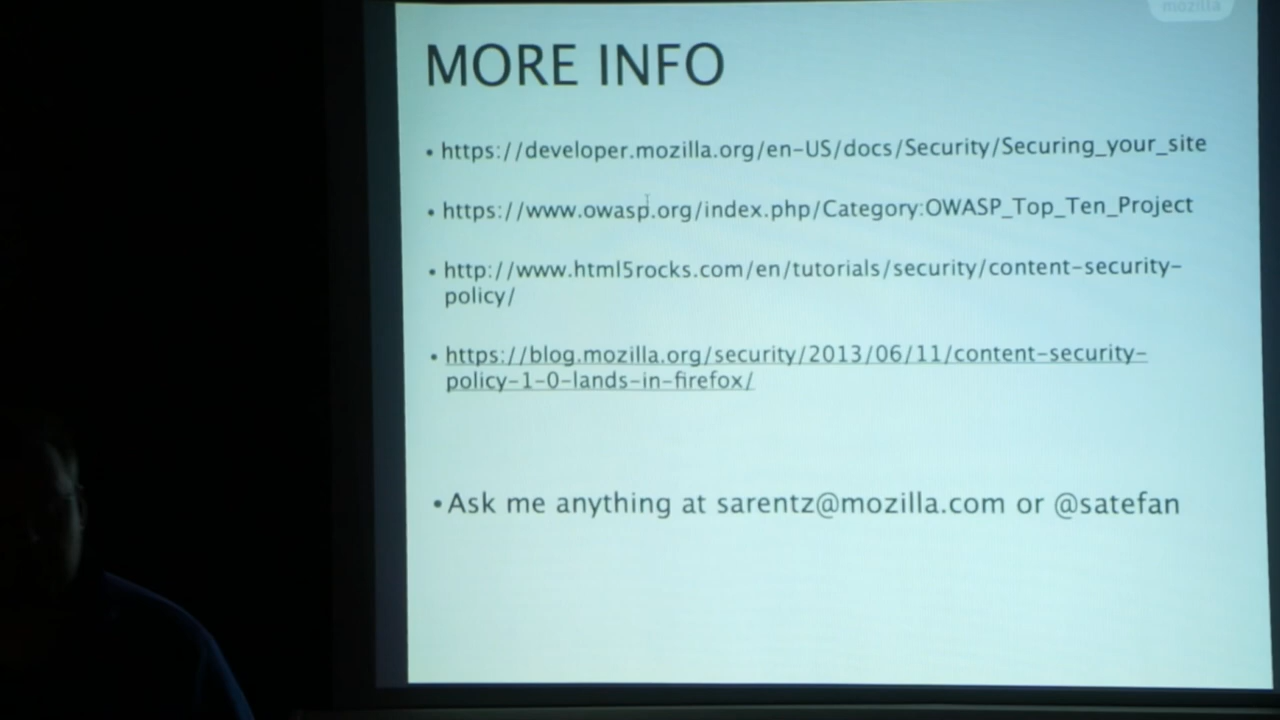 mozilla
MORE INFO
• https://developer.mozilla.org/en-US/docs/Security/Securing_your_site
• https://www.owasp.org/index.php/Category:OWASP_Top_Ten_Project
• http://www.html5rocks.com/en/tutorials/security/content-security-
policy/
• https://blog.mozilla.org/security/2013/06/11/content-security-
policy-1-0-lands-in-firefox/
• Ask me anything at sarentz@mozilla.com or @satefan